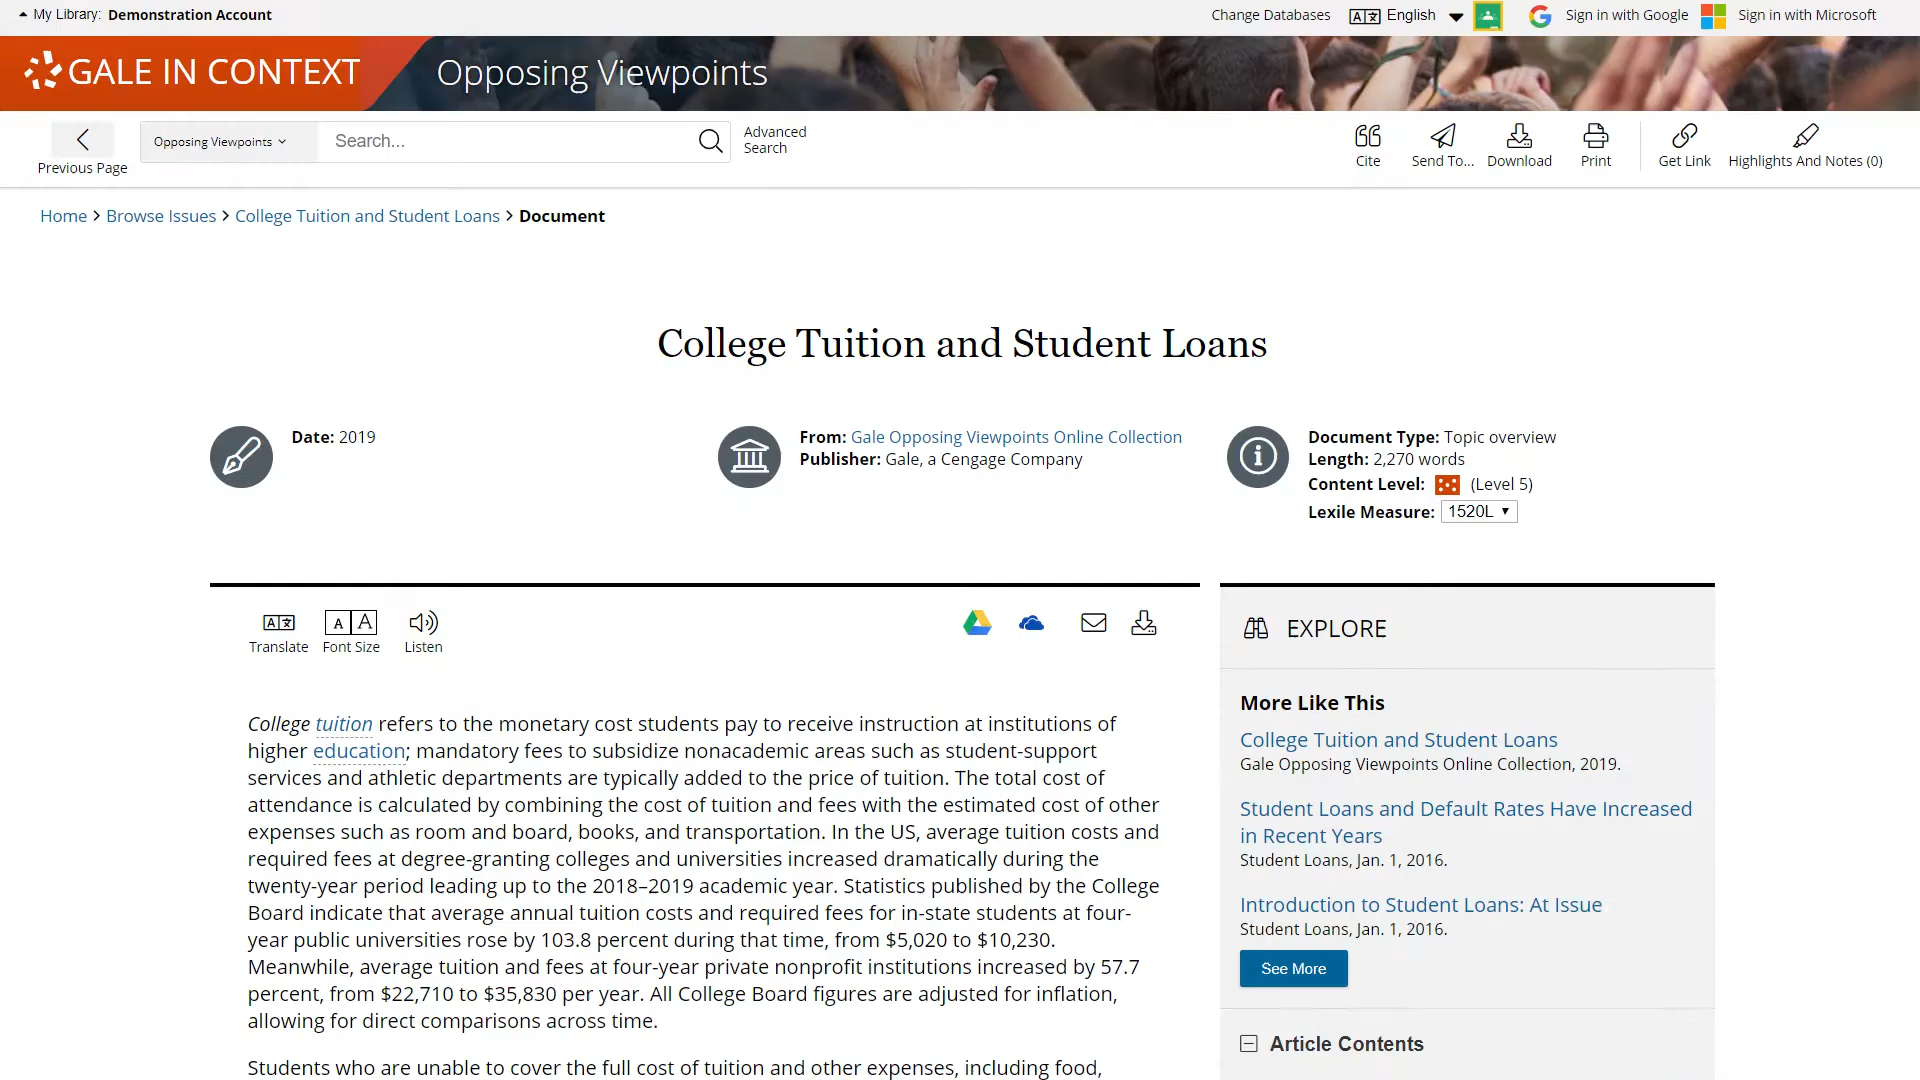 My Library: Demonstration Account
Change Databases
English
Sign in with Google
Sign in with Microsoft
GALE IN CONTEXT
Opposing Viewpoints
Previous Page
Opposing Viewpoints
Search...
Advanced
Search
Cite
Send To...
Download
Print
Get Link
Highlights And Notes (0)
Home > Browse Issues > College Tuition and Student Loans > Document
College Tuition and Student Loans
Date: 2019
From: Gale Opposing Viewpoints Online Collection
Publisher: Gale, a Cengage Company
Document Type: Topic overview
Length: 2,270 words
Content Level: (Level 5)
Lexile Measure: 1520L
Translate
A A
Font Size
Listen
College tuition refers to the monetary cost students pay to receive instruction at institutions of
higher education; mandatory fees to subsidize nonacademic areas such as student-support
services and athletic departments are typically added to the price of tuition. The total cost of
attendance is calculated by combining the cost of tuition and fees with the estimated cost of other
expenses such as room and board, books, and transportation. In the US, average tuition costs and
required fees at degree-granting colleges and universities increased dramatically during the
twenty-year period leading up to the 2018–2019 academic year. Statistics published by the College
Board indicate that average annual tuition costs and required fees for in-state students at four-
year public universities rose by 103.8 percent during that time, from $5,020 to $10,230.
Meanwhile, average tuition and fees at four-year private nonprofit institutions increased by 57.7
percent, from $22,710 to $35,830 per year. All College Board figures are adjusted for inflation,
allowing for direct comparisons across time.
Students who are unable to cover the full cost of tuition and other expenses, including food,
EXPLORE
More Like This
College Tuition and Student Loans
Gale Opposing Viewpoints Online Collection, 2019.
Student Loans and Default Rates Have Increased
in Recent Years
Student Loans, Jan. 1, 2016.
Introduction to Student Loans: At Issue
Student Loans, Jan. 1, 2016.
See More
Article Contents